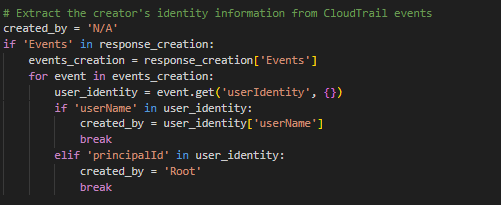 # Extract the creator's identity information from CloudTrail events
created_by = 'N/A'
if 'Events' in response_creation:
    events_creation = response_creation['Events']
    for event in events_creation:
        user_identity = event.get('userIdentity', {})
        if 'userName' in user_identity:
            created_by = user_identity['userName']
            break
        elif 'principalId' in user_identity:
            created_by = 'Root'
            break